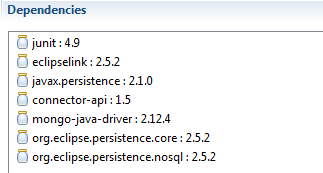 Dependencies
junit : 4.9
eclipselink : 2.5.2
javax.persistence : 2.1.0
connector-api : 1.5
mongo-java-driver : 2.12.4
org.eclipse.persistence.core : 2.5.2
org.eclipse.persistence.nosql : 2.5.2